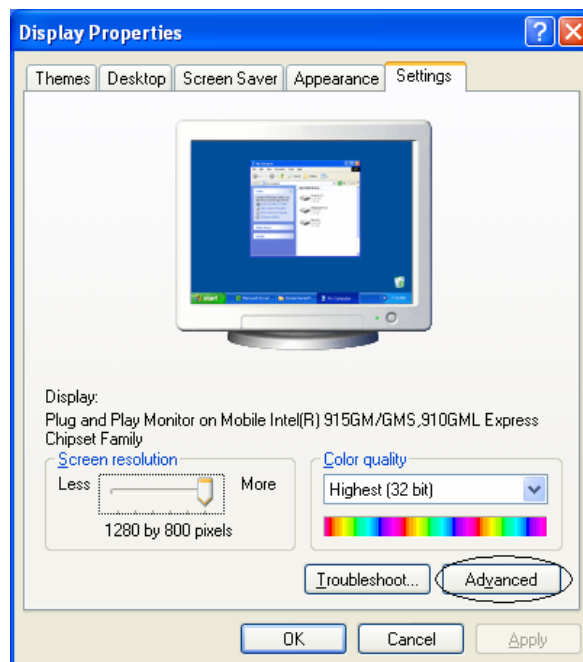 Display Properties
Themes Desktop Screen Saver Appearance Settings
start
Display:
Plug and Play Monitor on Mobile Intel(R) 915GM/GMS,910GML Express
Chipset Family
Screen resolution
Less More
1280 by 800 pixels
Color quality
Highest (32 bit)
Troubleshoot... Advanced
OK Cancel Apply